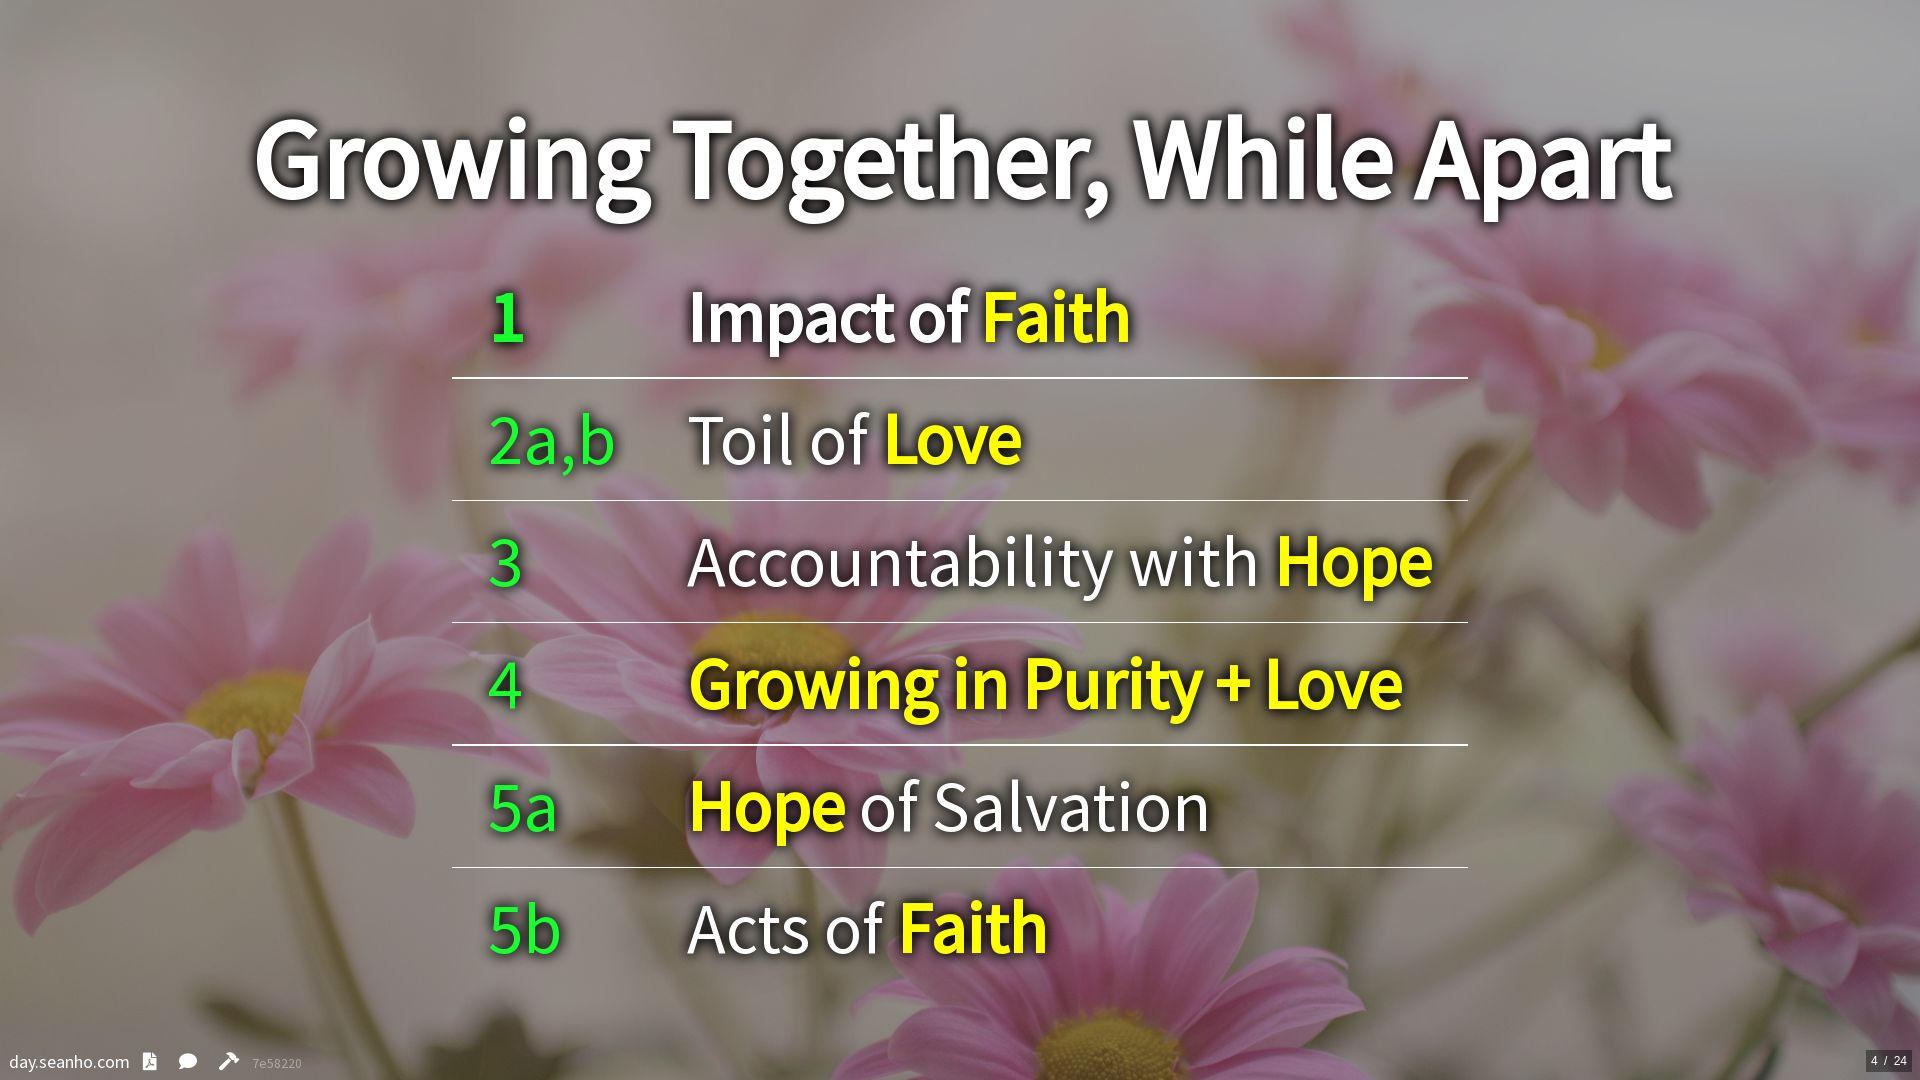 Growing Together, While Apart
1 Impact of Faith
2a,b Toil of Love
3 Accountability with Hope
4 Growing in Purity + Love
5a Hope of Salvation
5b Acts of Faith
day.seanho.com 7e58220
4 / 24